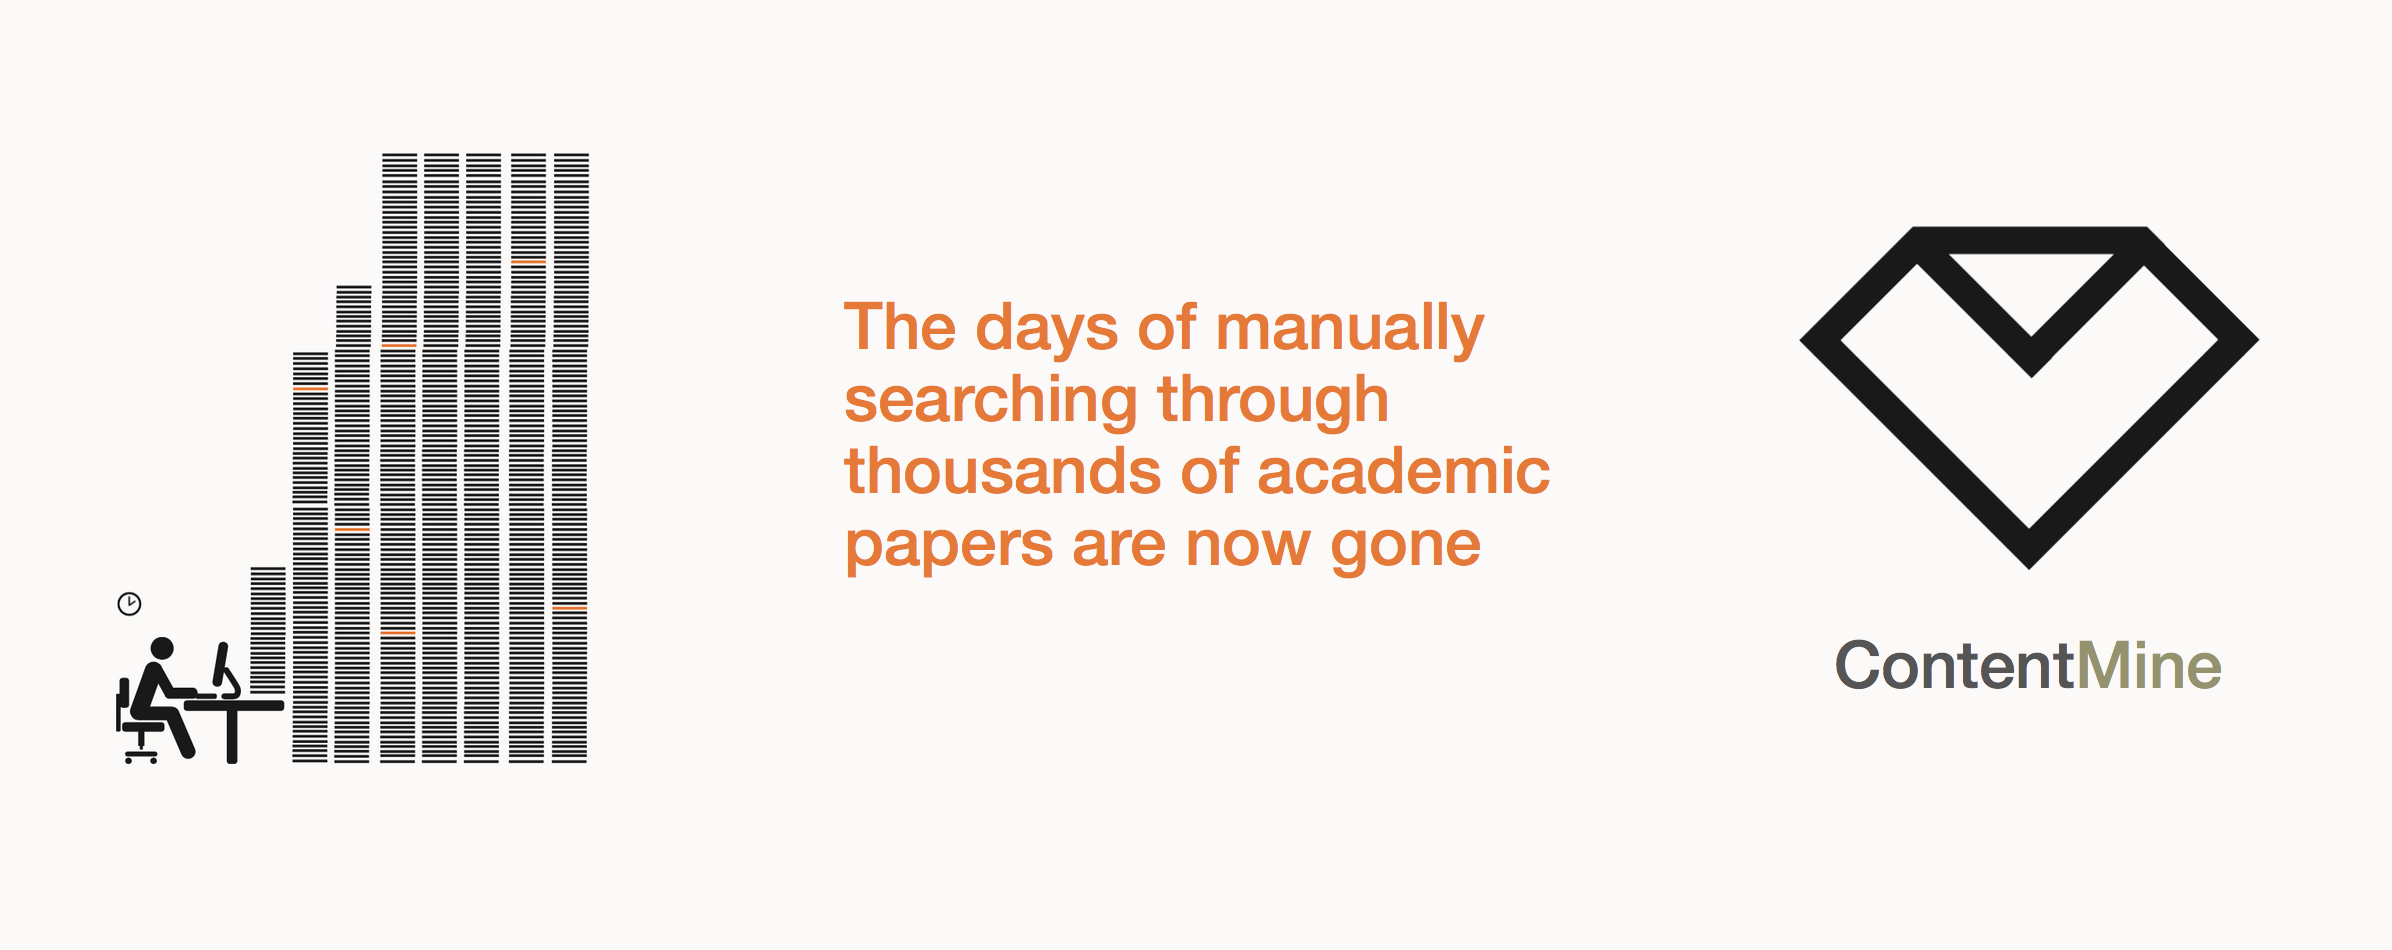 The days of manually
searching through
thousands of academic
papers are now gone
ContentMine